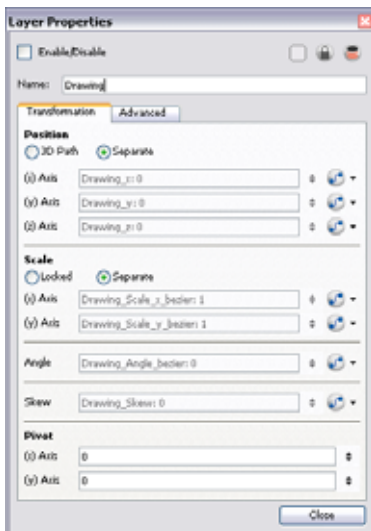 Layer Properties
Enable/Disable
Name: Drawing
Transformation Advanced
Position
3D Path Separate
(x) Axis Drawing_x: 0
(y) Axis Drawing_y: 0
(z) Axis Drawing_z: 0
Scale
Locked Separate
(x) Axis Drawing_Scale_x_bezier: 1
(y) Axis Drawing_Scale_y_bezier: 1
Angle Drawing_Angle_bezier: 0
Skew Drawing_Skew: 0
Pivot
(x) Axis 0
(y) Axis 0
Close